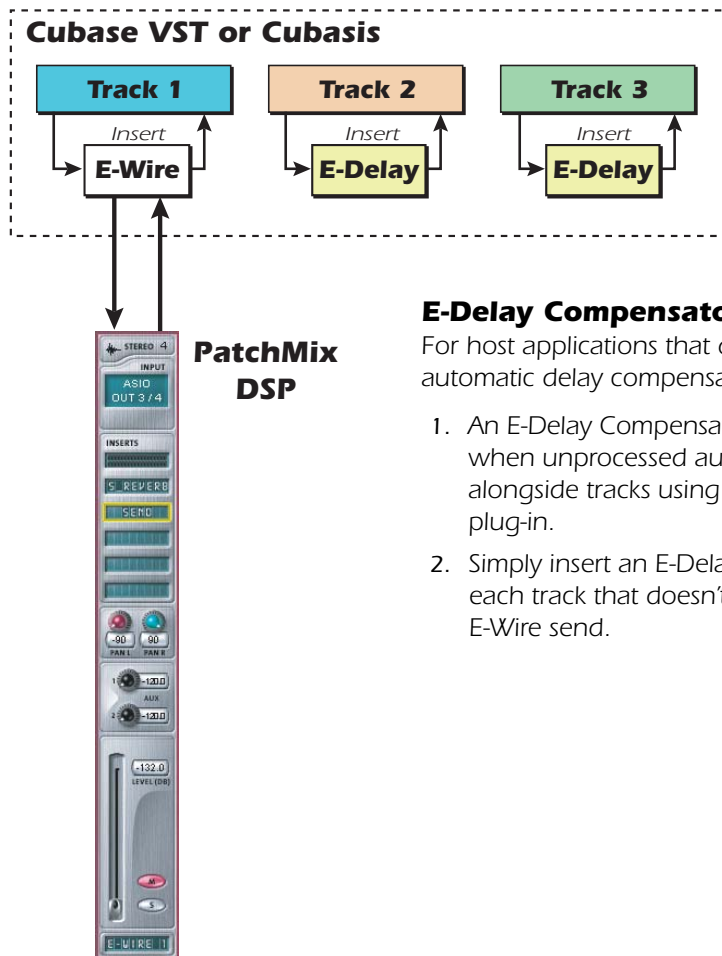 Cubase VST or Cubasis
Track 1
Track 2
Track 3
Insert
Insert
Insert
E-Wire
E-Delay
E-Delay
PatchMix
DSP
STEREO 4
INPUT
ASIO
OUT 3/4
INSERTS
S_REVERB
SEND
-90
90
PAN L
PAN R
1
-120.0
AUX
2
-120.0
-132.0
LEVEL (DB)
M
S
E-WIRE 1
E-Delay Compensato
For host applications that
automatic delay compensa
1. An E-Delay Compensa
when unprocessed au
alongside tracks using
plug-in.
2. Simply insert an E-Dela
each track that doesn't
E-Wire send.